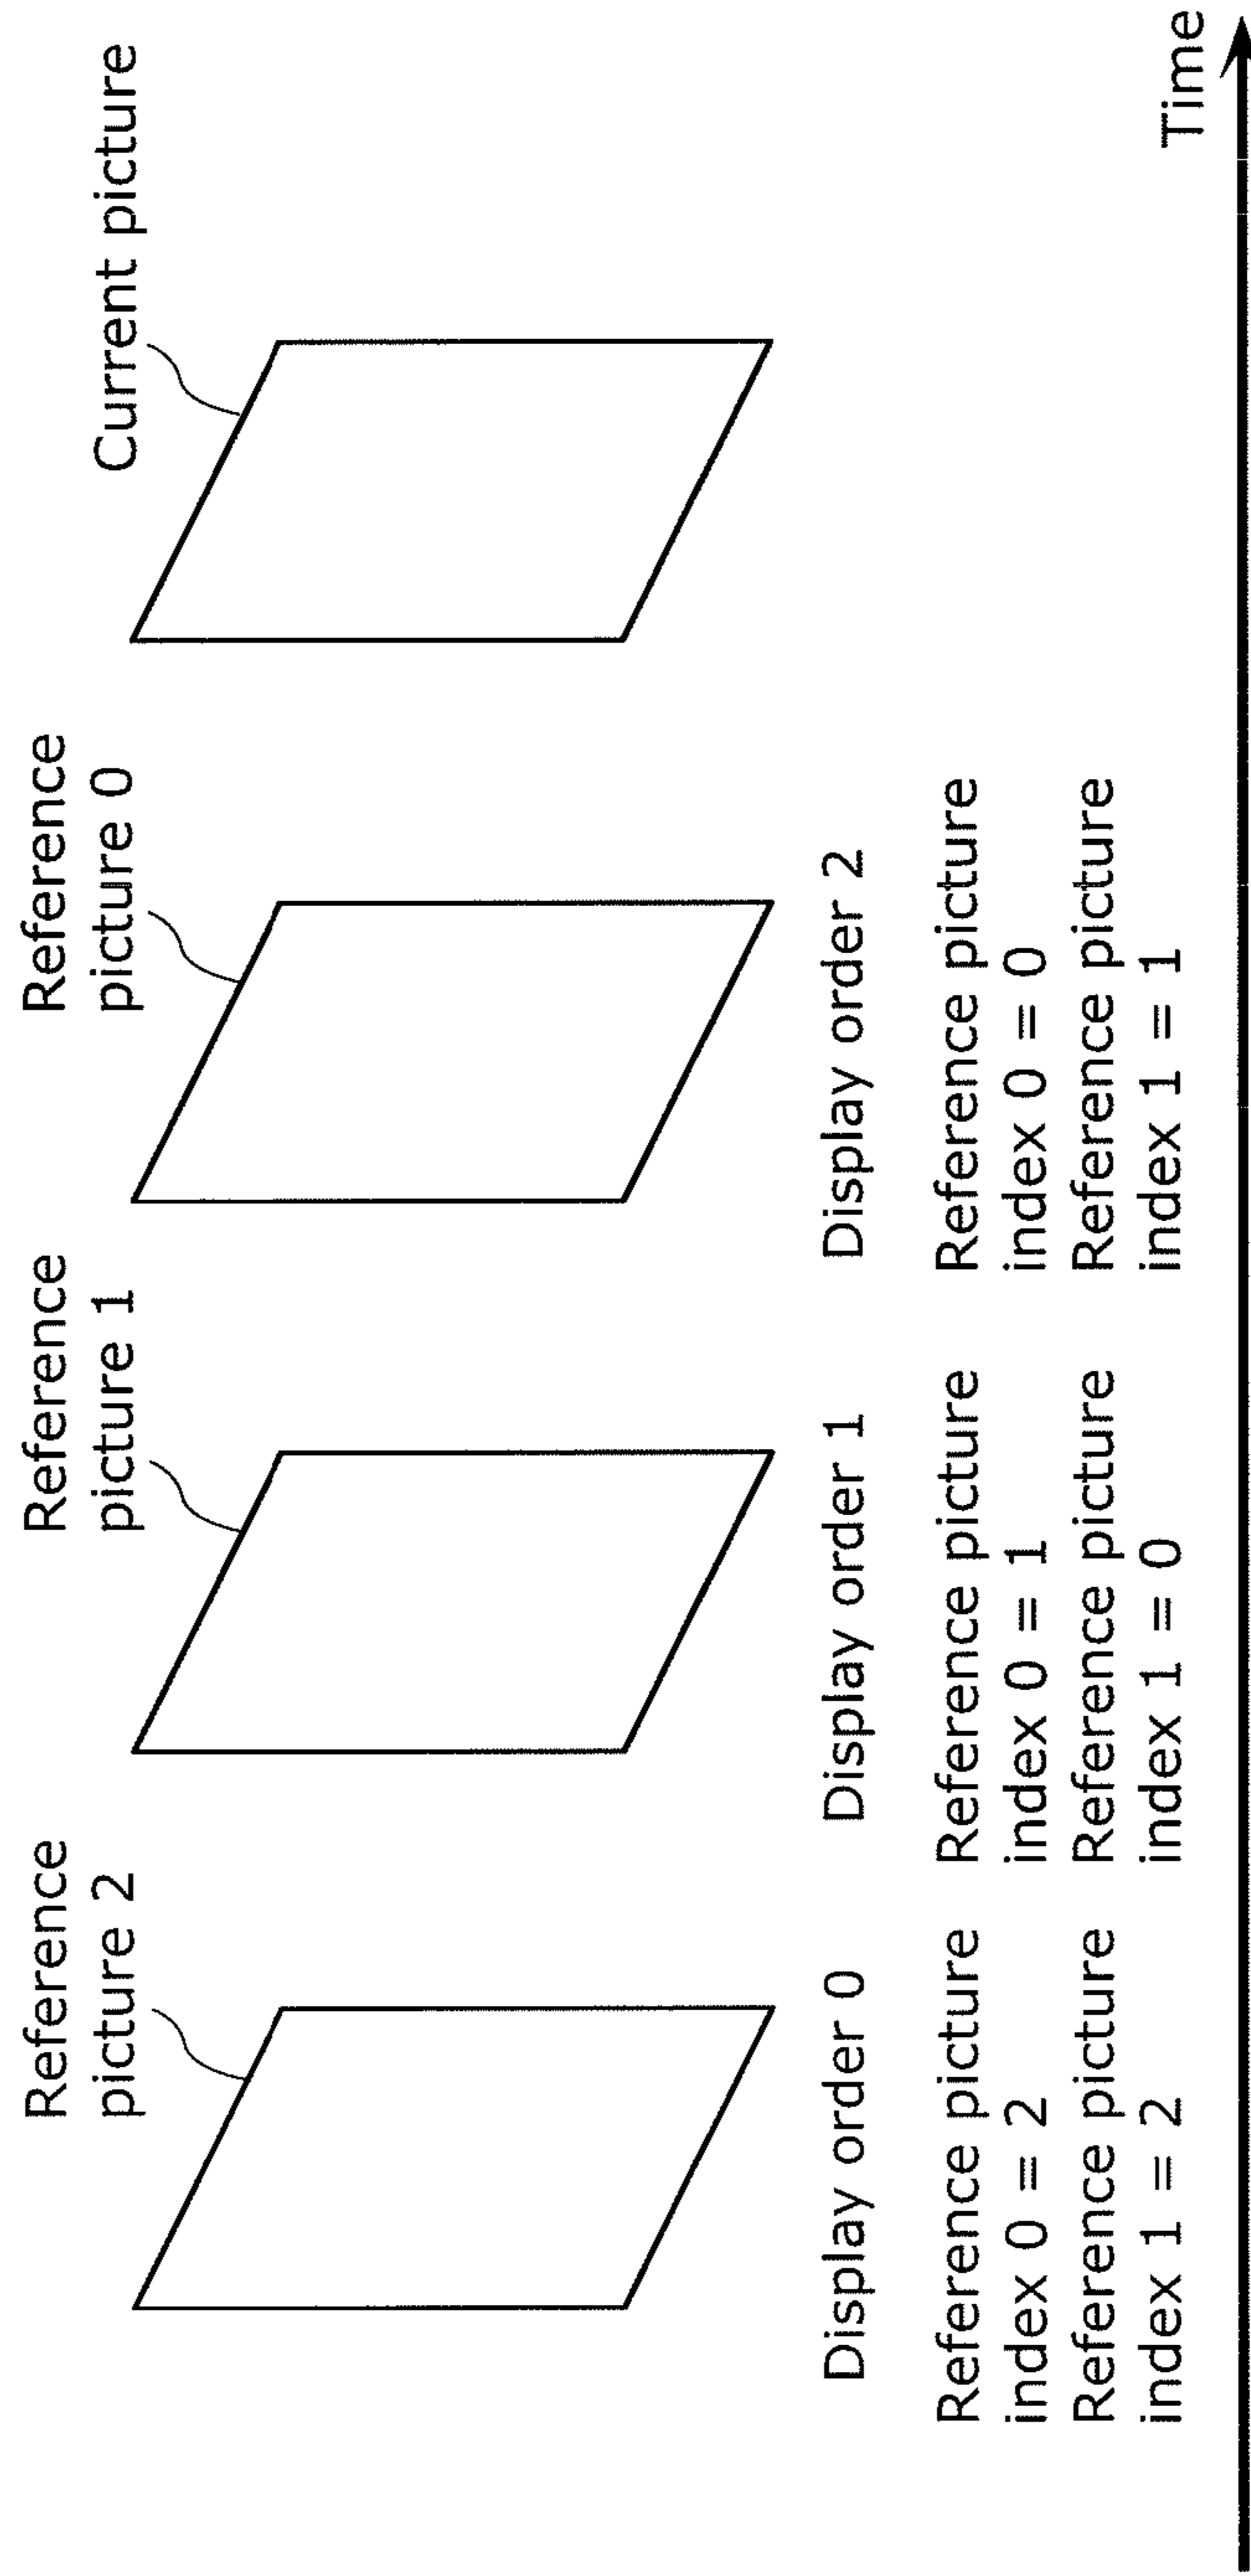 Reference
picture 2
Reference
picture 1
Reference
picture 0
Current picture
Display order 0
Display order 1
Display order 2
Reference picture
index 0 = 2
Reference picture
index 1 = 2
Reference picture
index 0 = 1
Reference picture
index 1 = 0
Reference picture
index 0 = 0
Reference picture
index 1 = 1
Time